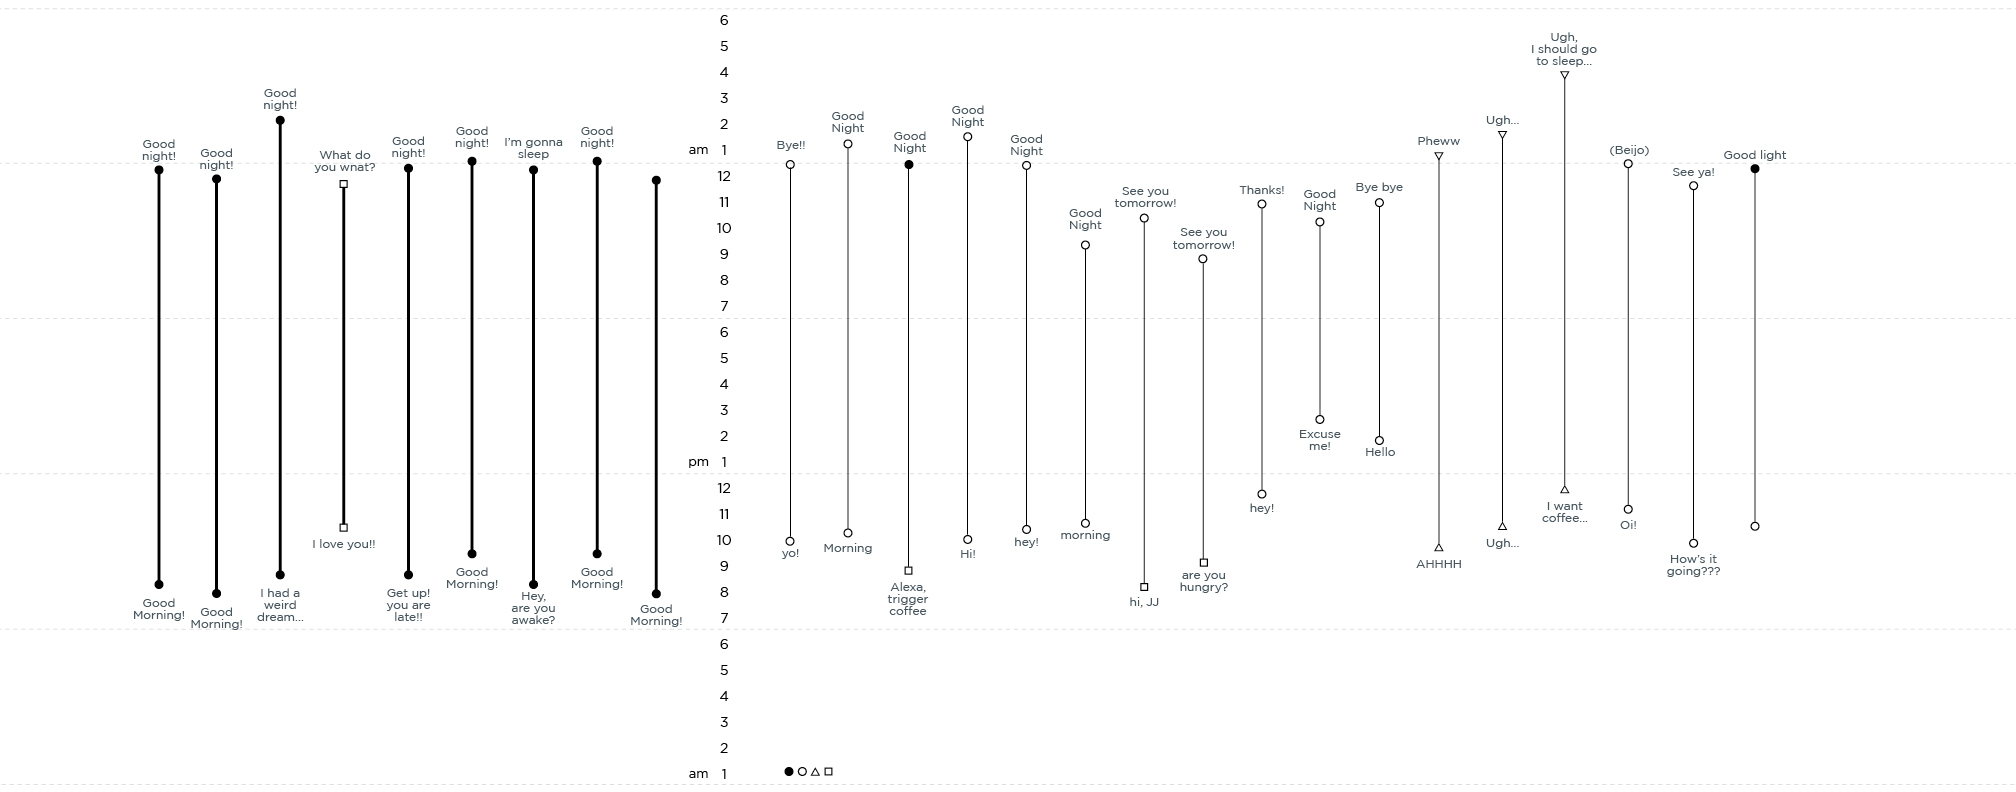 6
5
4
3
2
am 1
12
11
10
9
8
7
6
5
4
3
2
pm 1
12
11
10
9
8
7
6
5
4
3
2
am 1
Good
night!
Good
night!
Good
night!
What do
you wnat?
Good
night!
Good
night!
I'm gonna
sleep
Good
night!
Good
Morning!
Good
Morning!
I had a
weird
dream...
I love you!!
Get up!
you are
late!!
Good
Morning!
Hey,
are you
awake?
Good
Morning!
Good
Morning!
Bye!!
Good
Night
Good
Night
Good
Night
Good
Night
Good
Night
See you
tomorrow!
See you
tomorrow!
Thanks!
Good
Night
Bye bye
Pheww
Ugh...
Ugh,
I should go
to sleep...
(Beijo)
See ya!
Good light
yo!
Morning
Alexa,
trigger
coffee
Hi!
hey!
morning
hi, JJ
are you
hungry?
hey!
Excuse
me!
Hello
AHHHH
Ugh...
I want
coffee...
Oi!
How's it
going???